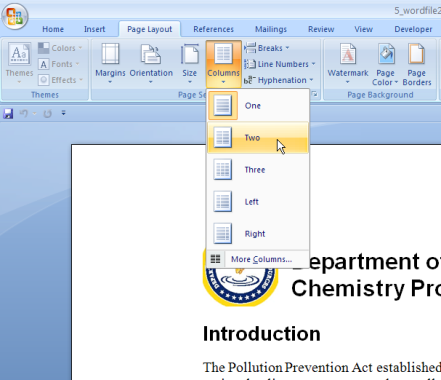 5_wordfile2
Home Insert Page Layout References Mailings Review View Developer
Themes Colors Fonts Effects
Margins Orientation Size Columns
Breaks
Line Numbers
Hyphenation
Watermark Page Color Page Borders
Themes Page Se Page Background
One
Two
Three
Left
Right
More Columns...
Department of
Chemistry Pro
Introduction
The Pollution Prevention Act established